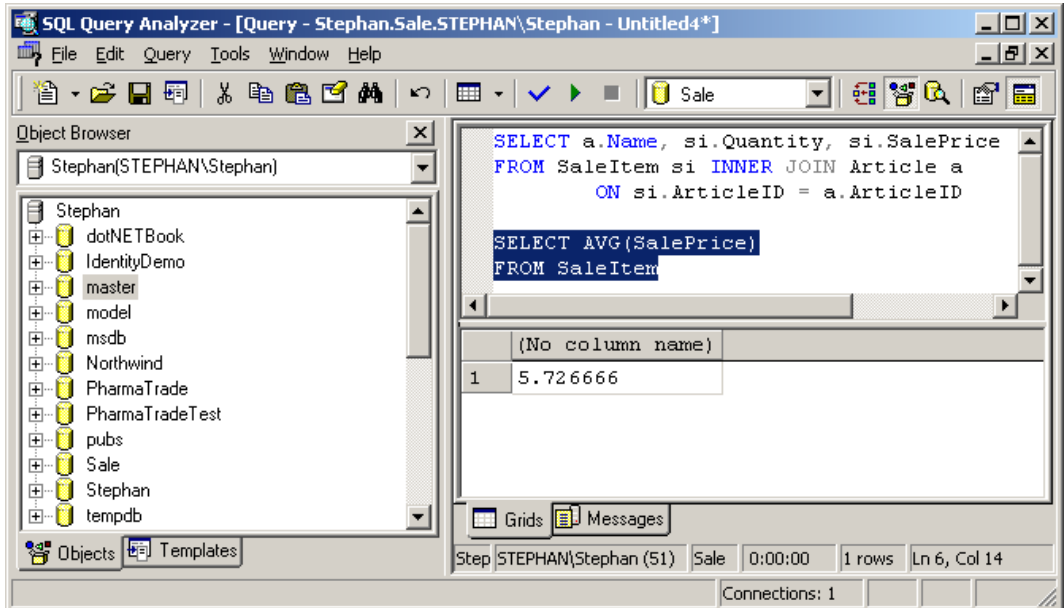 SQL Query Analyzer - [Query - Stephan.Sale.STEPHAN\Stephan - Untitled4*]
File Edit Query Tools Window Help
Sale
Object Browser
Stephan(STEPHAN\Stephan)
Stephan
dotNETBook
IdentityDemo
master
model
msdb
Northwind
PharmaTrade
PharmaTradeTest
pubs
Sale
Stephan
tempdb
Objects Templates
SELECT a.Name, si.Quantity, si.SalePrice
FROM SaleItem si INNER JOIN Article a
ON si.ArticleID = a.ArticleID
SELECT AVG(SalePrice)
FROM SaleItem
(No column name)
1 5.726666
Grids Messages
Step STEPHAN\Stephan (51) Sale 0:00:00 1 rows Ln 6, Col 14
Connections: 1